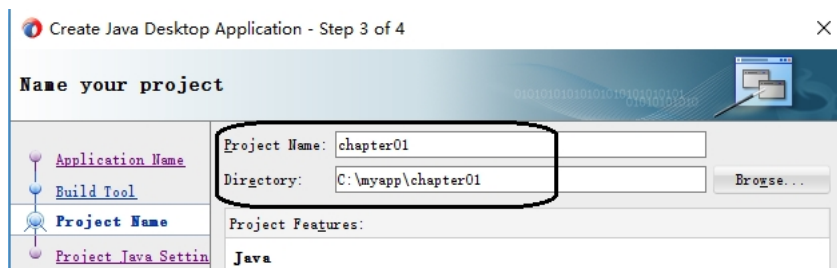 Create Java Desktop Application - Step 3 of 4
Name your project
Project Name: chapter01
Directory: C:\myapp\chapter01
Browse...
Application Name
Build Tool
Project Name
Project Java Settin
Project Features:
Java